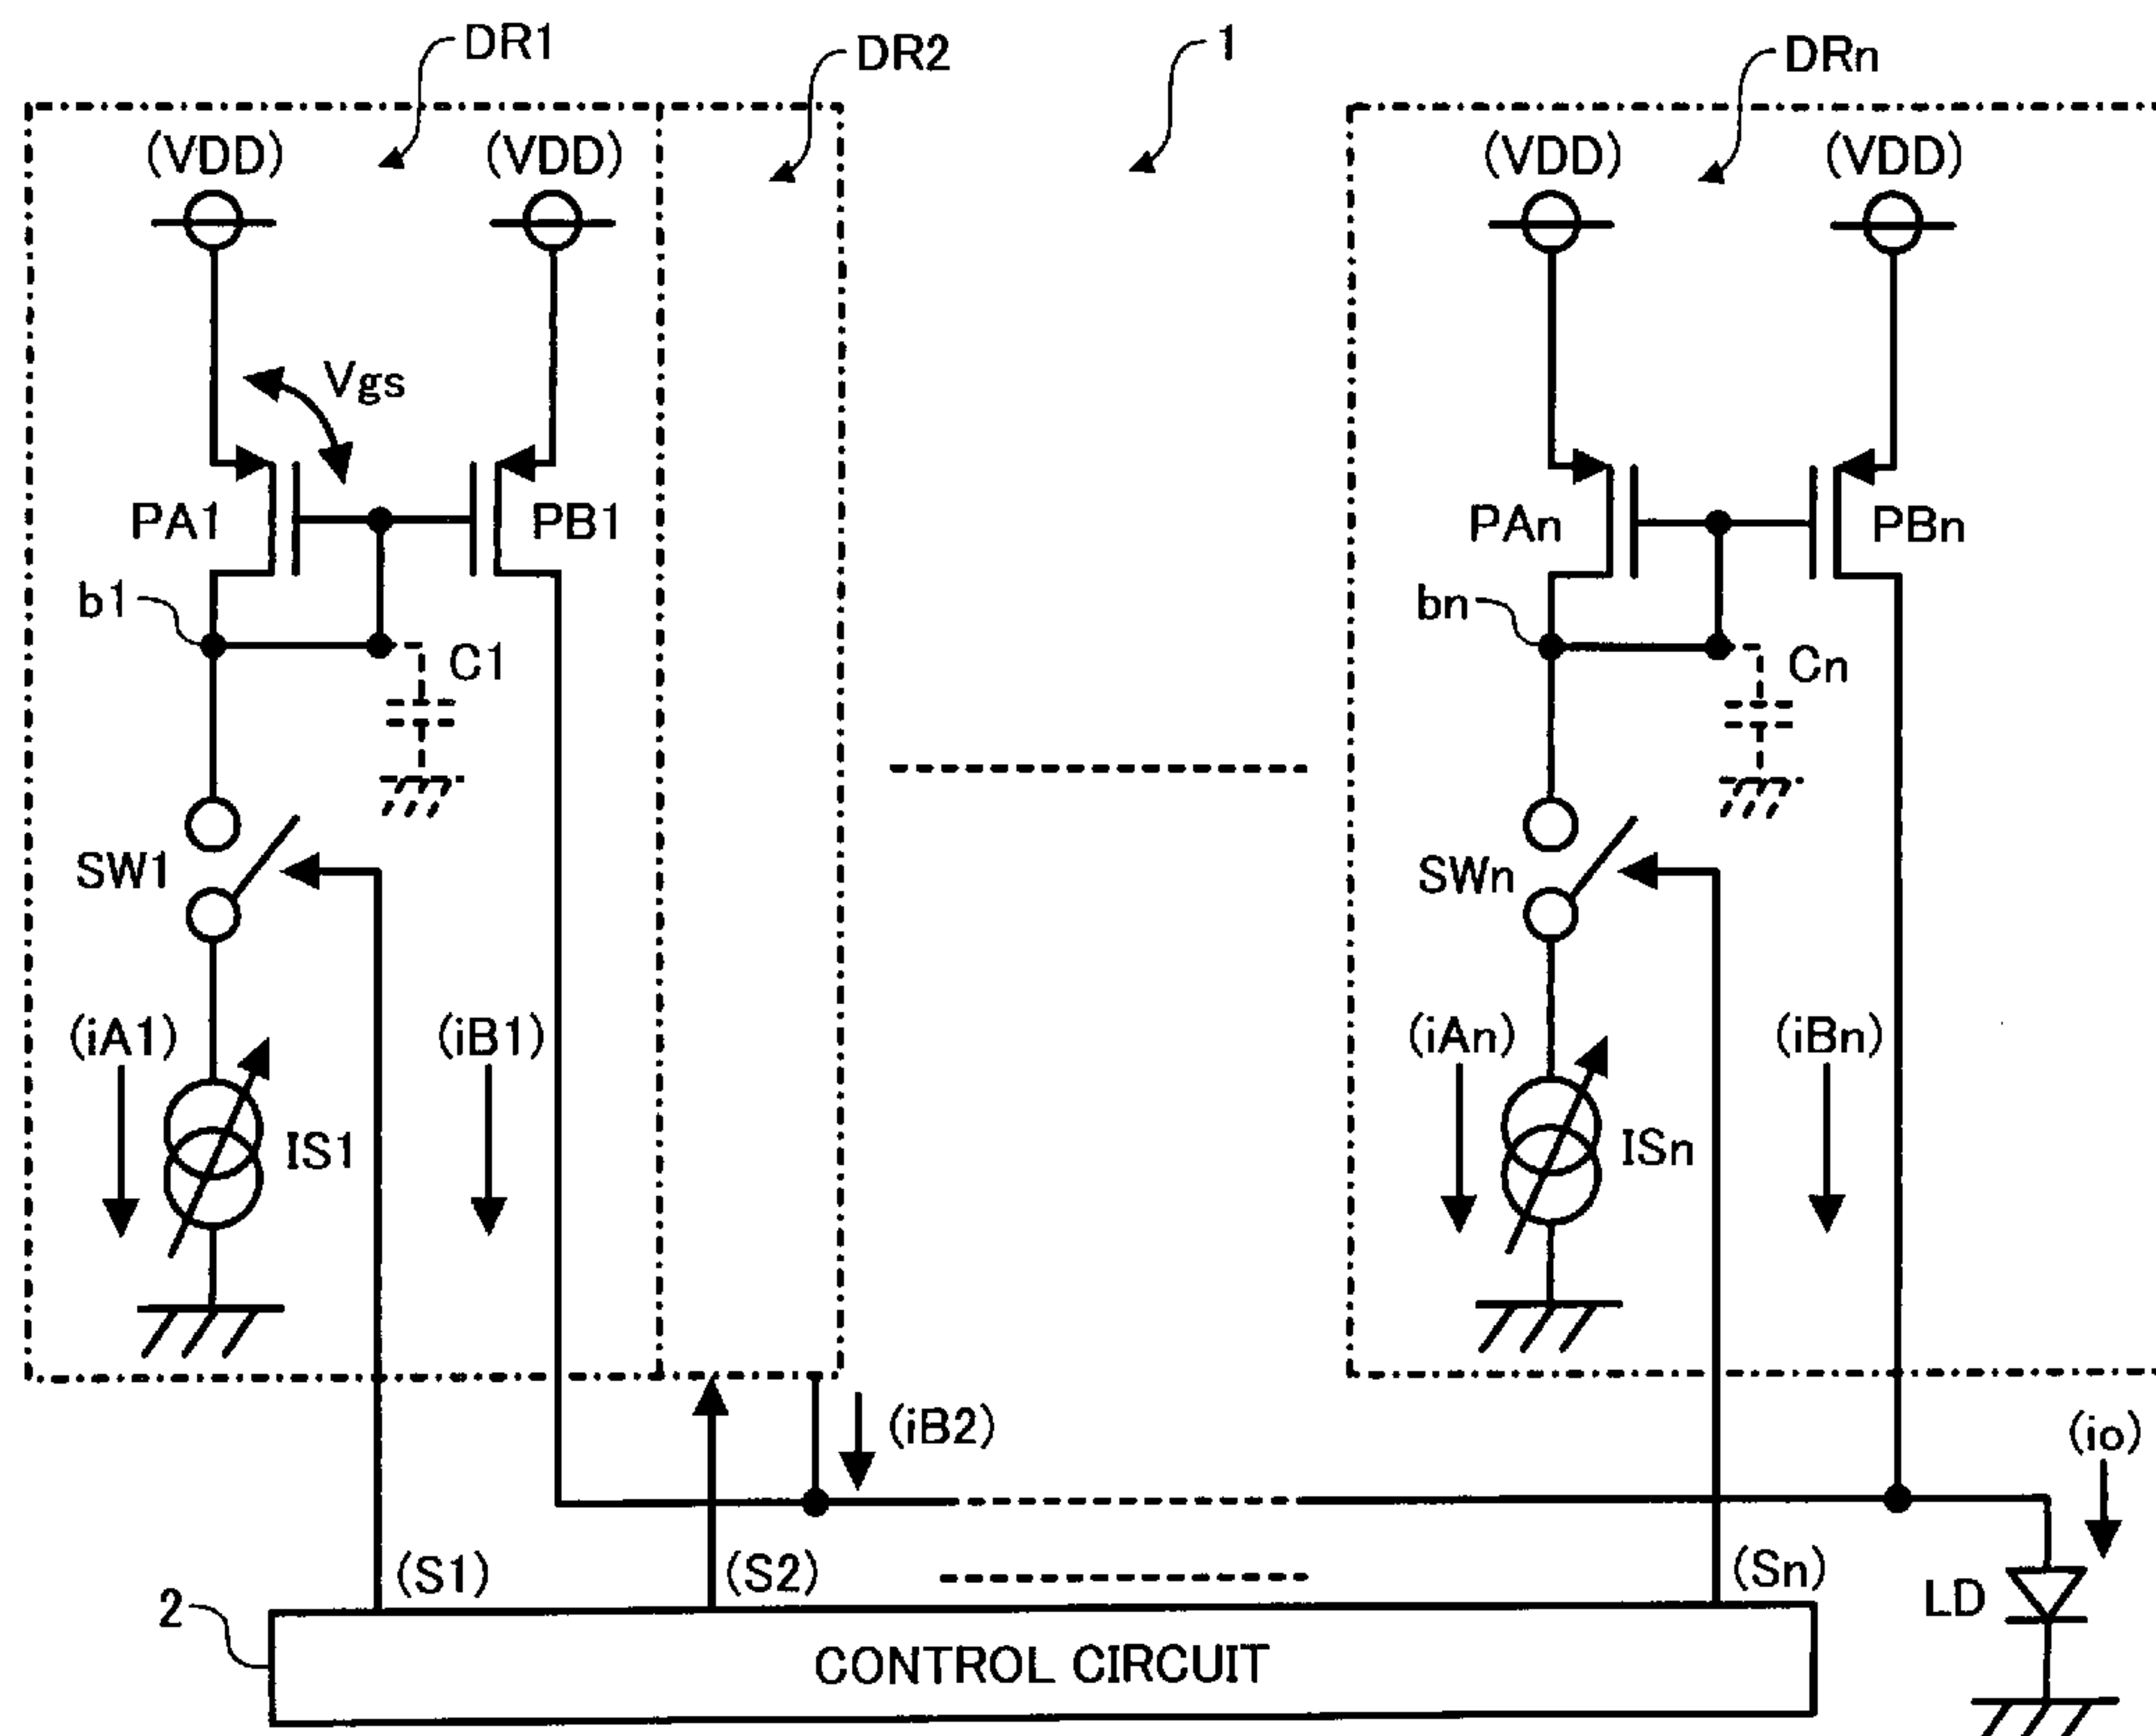 DR1
DR2
1
DRn
(VDD)
(VDD)
(VDD)
(VDD)
Vgs
PA1
PB1
PAn
PBn
b1
C1
bn
Cn
SW1
SWn
(iA1)
(iB1)
(iAn)
(iBn)
IS1
ISn
(iB2)
(io)
(S1)
(S2)
(Sn)
2
LD
CONTROL CIRCUIT